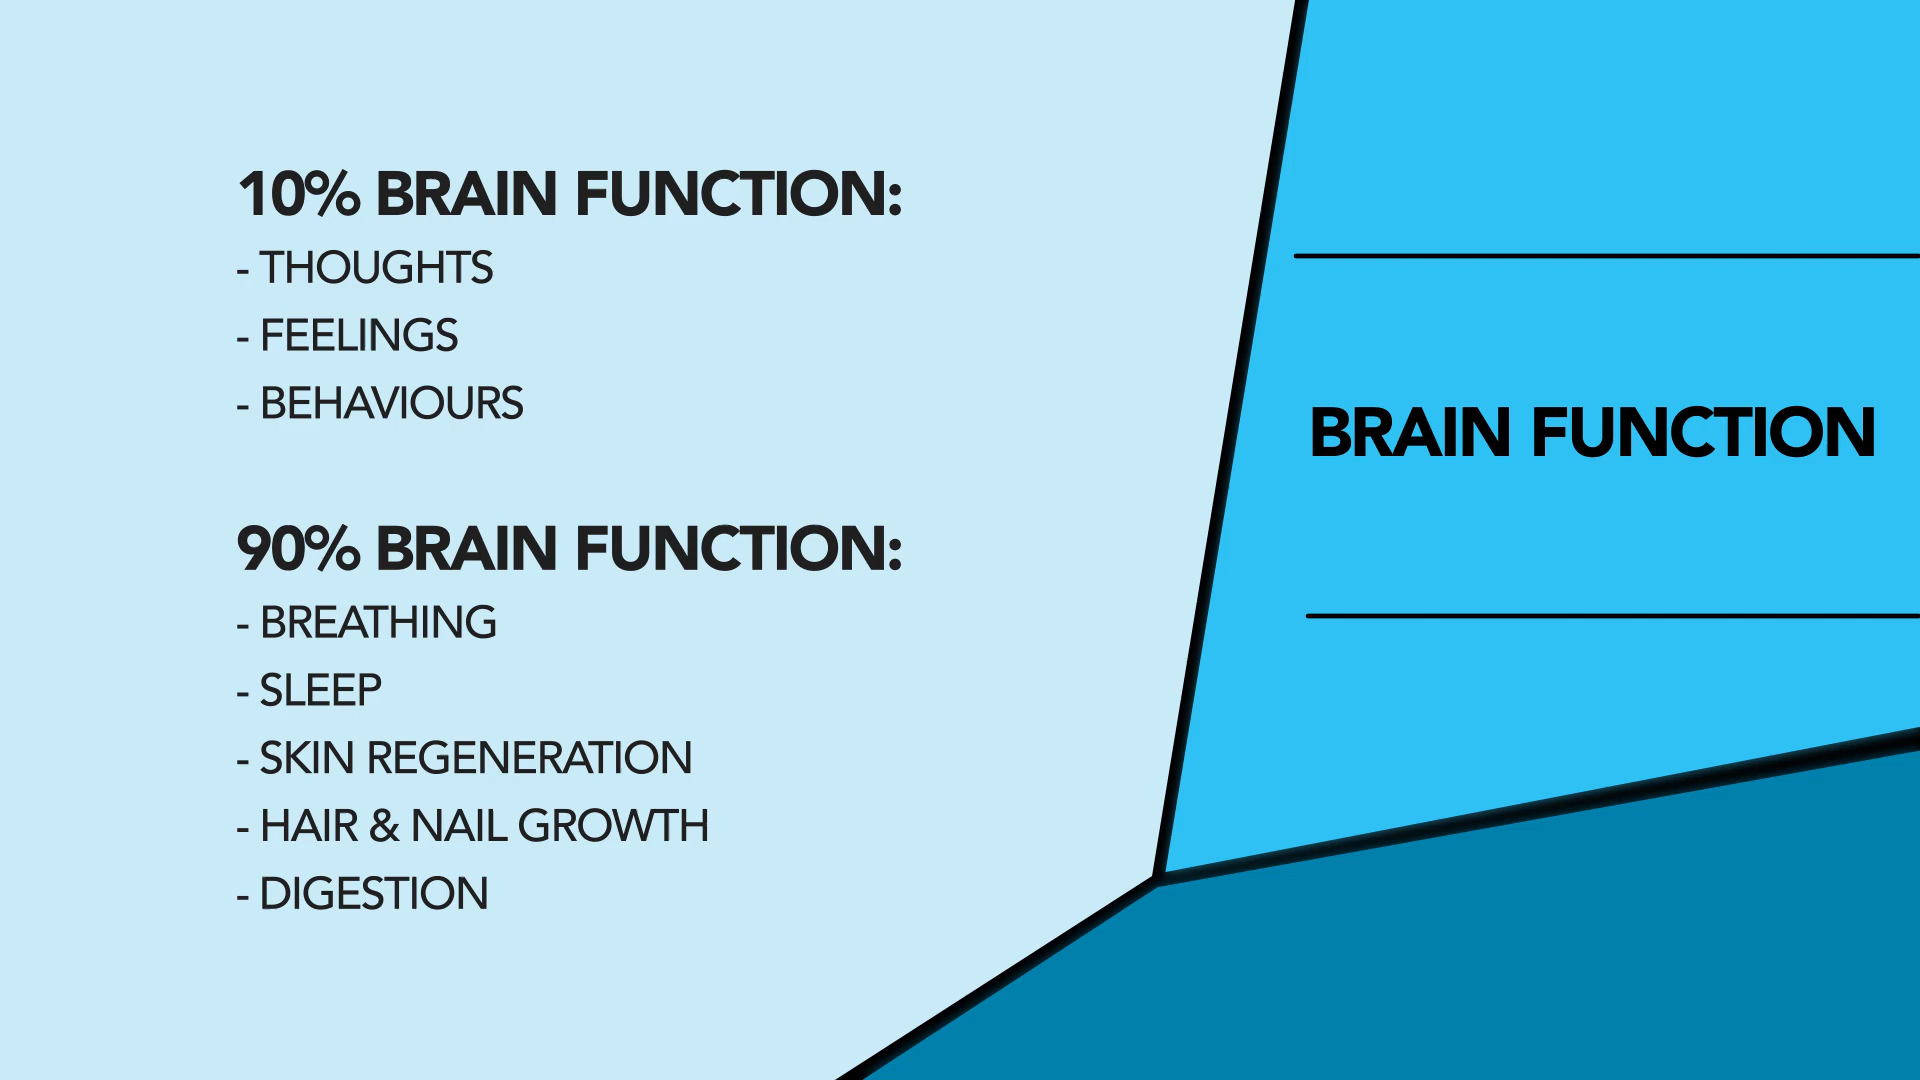 10% BRAIN FUNCTION:
- THOUGHTS
- FEELINGS
- BEHAVIOURS
90% BRAIN FUNCTION:
- BREATHING
- SLEEP
- SKIN REGENERATION
- HAIR & NAIL GROWTH
- DIGESTION
BRAIN FUNCTION